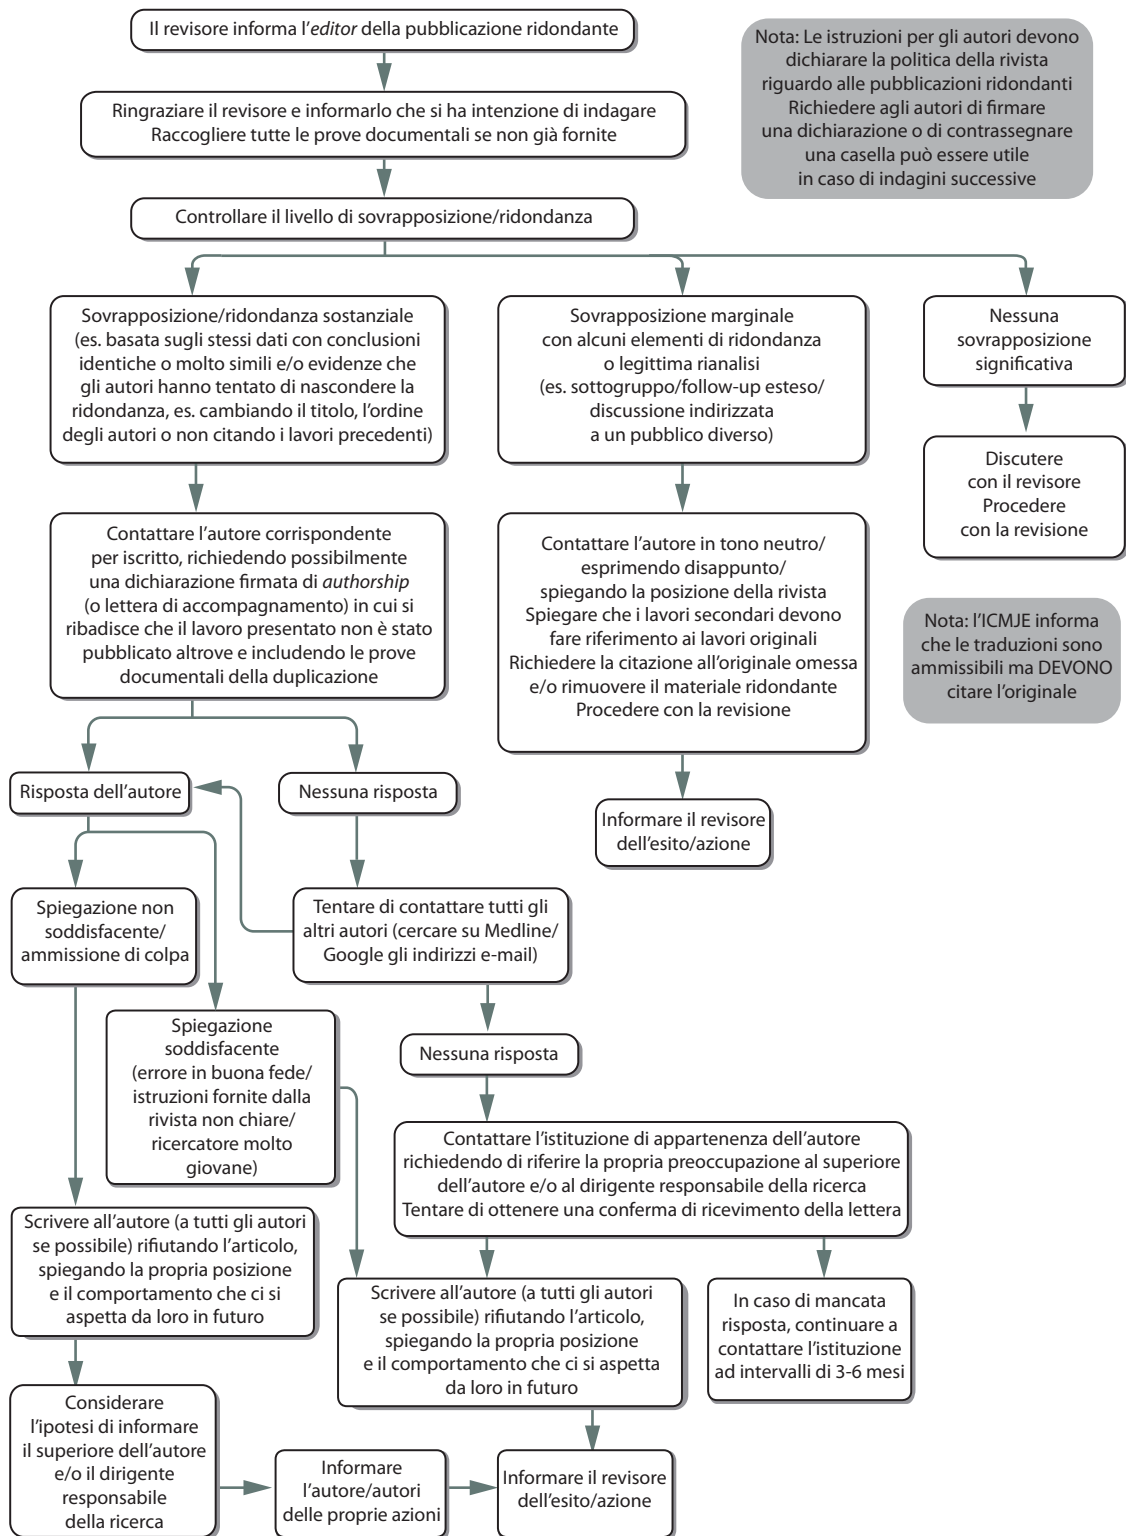 Il revisore informa l'editor della pubblicazione ridondante
Nota: Le istruzioni per gli autori devono
dichiarare la politica della rivista
riguardo alle pubblicazioni ridondanti
Richiedere agli autori di firmare
una dichiarazione o di contrassegnare
una casella può essere utile
in caso di indagini successive
Ringraziare il revisore e informarlo che si ha intenzione di indagare
Raccogliere tutte le prove documentali se non già fornite
Controllare il livello di sovrapposizione/ridondanza
Sovrapposizione/ridondanza sostanziale
(es. basata sugli stessi dati con conclusioni
identiche o molto simili e/o evidenze che
gli autori hanno tentato di nascondere la
ridondanza, es. cambiando il titolo, l'ordine
degli autori o non citando i lavori precedenti)
Sovrapposizione marginale
con alcuni elementi di ridondanza
o legittima rianalisi
(es. sottogruppo/follow-up esteso/
discussione indirizzata
a un pubblico diverso)
Nessuna
sovrapposizione
significativa
Discutere
con il revisore
Procedere
con la revisione
Contattare l'autore corrispondente
per iscritto, richiedendo possibilmente
una dichiarazione firmata di authorship
(o lettera di accompagnamento) in cui si
ribadisce che il lavoro presentato non è stato
pubblicato altrove e includendo le prove
documentali della duplicazione
Contattare l'autore in tono neutro/
esprimendo disappunto/
spiegando la posizione della rivista
Spiegare che i lavori secondari devono
fare riferimento ai lavori originali
Richiedere la citazione all'originale omessa
e/o rimuovere il materiale ridondante
Procedere con la revisione
Nota: l'ICMJE informa
che le traduzioni sono
ammissibili ma DEVONO
citare l'originale
Risposta dell'autore
Nessuna risposta
Informare il revisore
dell'esito/azione
Spiegazione non
soddisfacente/
ammissione di colpa
Tentare di contattare tutti gli
altri autori (cercare su Medline/
Google gli indirizzi e-mail)
Spiegazione
soddisfacente
(errore in buona fede/
istruzioni fornite dalla
rivista non chiare/
ricercatore molto
giovane)
Nessuna risposta
Contattare l'istituzione di appartenenza dell'autore
richiedendo di riferire la propria preoccupazione al superiore
dell'autore e/o al dirigente responsabile della ricerca
Tentare di ottenere una conferma di ricevimento della lettera
Scrivere all'autore (a tutti gli autori
se possibile) rifiutando l'articolo,
spiegando la propria posizione
e il comportamento che ci si
aspetta da loro in futuro
Scrivere all'autore (a tutti gli autori
se possibile) rifiutando l'articolo,
spiegando la propria posizione
e il comportamento che ci si aspetta
da loro in futuro
In caso di mancata
risposta, continuare a
contattare l'istituzione
ad intervalli di 3-6 mesi
Considerare
l'ipotesi di informare
il superiore dell'autore
e/o il dirigente
responsabile
della ricerca
Informare
l'autore/autori
delle proprie azioni
Informare il revisore
dell'esito/azione